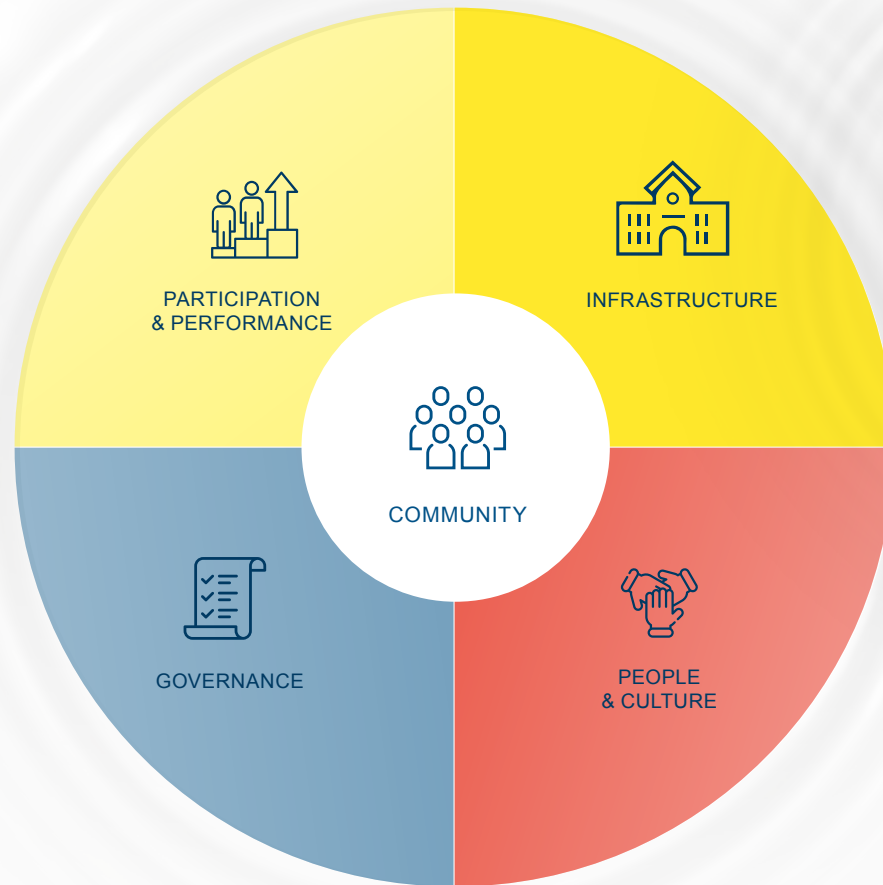 PARTICIPATION
& PERFORMANCE
INFRASTRUCTURE
COMMUNITY
GOVERNANCE
PEOPLE
& CULTURE